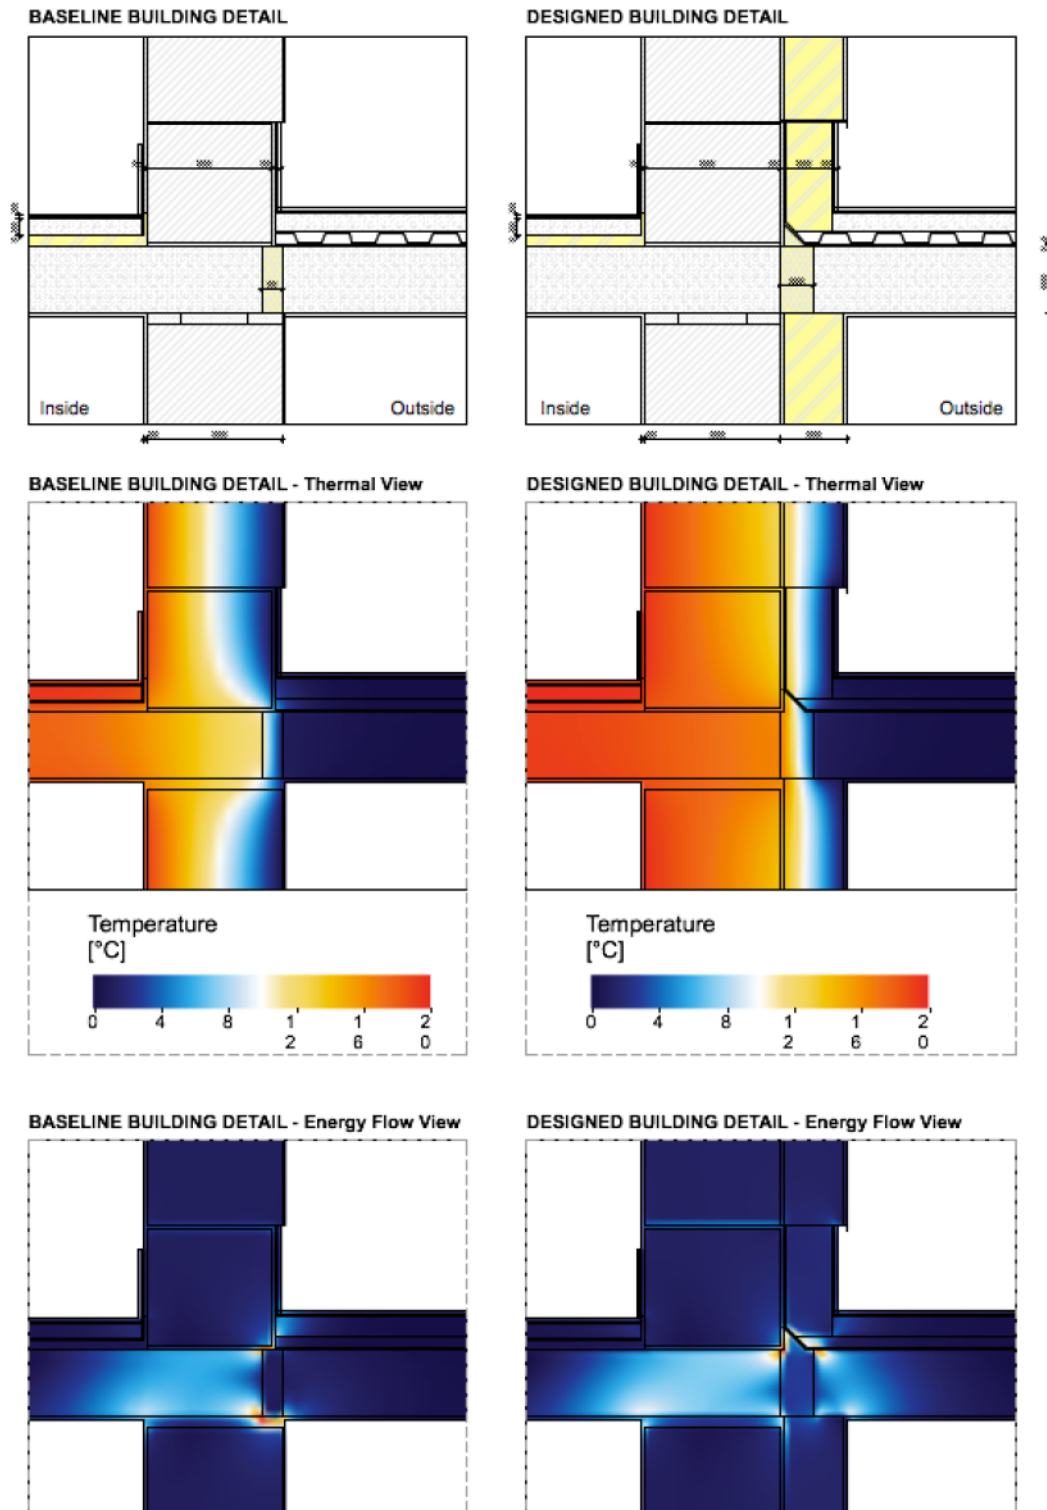 BASELINE BUILDING DETAIL
DESIGNED BUILDING DETAIL
Inside
Outside
Inside
Outside
BASELINE BUILDING DETAIL - Thermal View
DESIGNED BUILDING DETAIL - Thermal View
Temperature
[°C]
0 4 8 1 1 2
2 6 0
Temperature
[°C]
0 4 8 1 1 2
2 6 0
BASELINE BUILDING DETAIL - Energy Flow View
DESIGNED BUILDING DETAIL - Energy Flow View